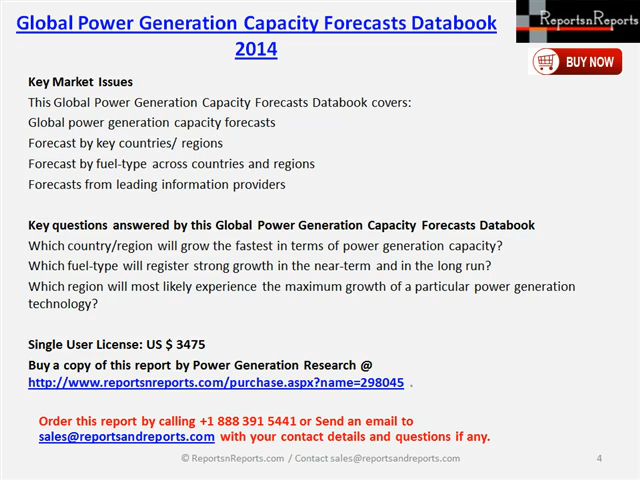 Global Power Generation Capacity Forecasts Databook
2014
ReportsnReports
BUY NOW
Key Market Issues
This Global Power Generation Capacity Forecasts Databook covers:
Global power generation capacity forecasts
Forecast by key countries/ regions
Forecast by fuel-type across countries and regions
Forecasts from leading information providers
Key questions answered by this Global Power Generation Capacity Forecasts Databook
Which country/region will grow the fastest in terms of power generation capacity?
Which fuel-type will register strong growth in the near-term and in the long run?
Which region will most likely experience the maximum growth of a particular power generation
technology?
Single User License: US $ 3475
Buy a copy of this report by Power Generation Research @
http://www.reportsnreports.com/purchase.aspx?name=298045 .
Order this report by calling +1 888 391 5441 or Send an email to
sales@reportsandreports.com with your contact details and questions if any.
© ReportsnReports.com / Contact sales@reportsandreports.com
4